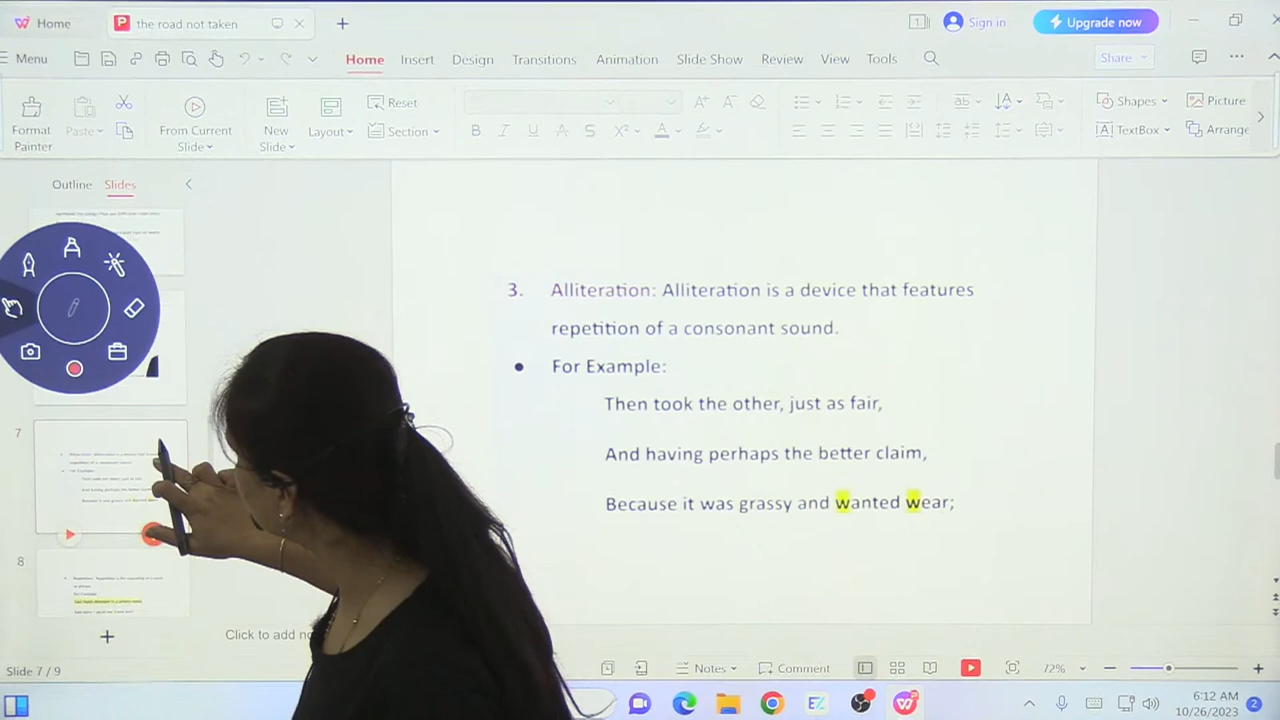 Home
the road not taken
Sign in
Upgrade now
Menu
Home
Insert
Design
Transitions
Animation
Slide Show
Review
View
Tools
Share
Format Painter
Paste
From Current Slide
New Slide
Layout
Reset
Section
Shapes
Picture
TextBox
Arrange
Outline
Slides
3. Alliteration: Alliteration is a device that features
repetition of a consonant sound.
• For Example:
Then took the other, just as fair,
And having perhaps the better claim,
Because it was grassy and wanted wear;
7
8
Click to add no
Slide 7 / 9
Notes
Comment
72%
6:12 AM
10/26/2023
2